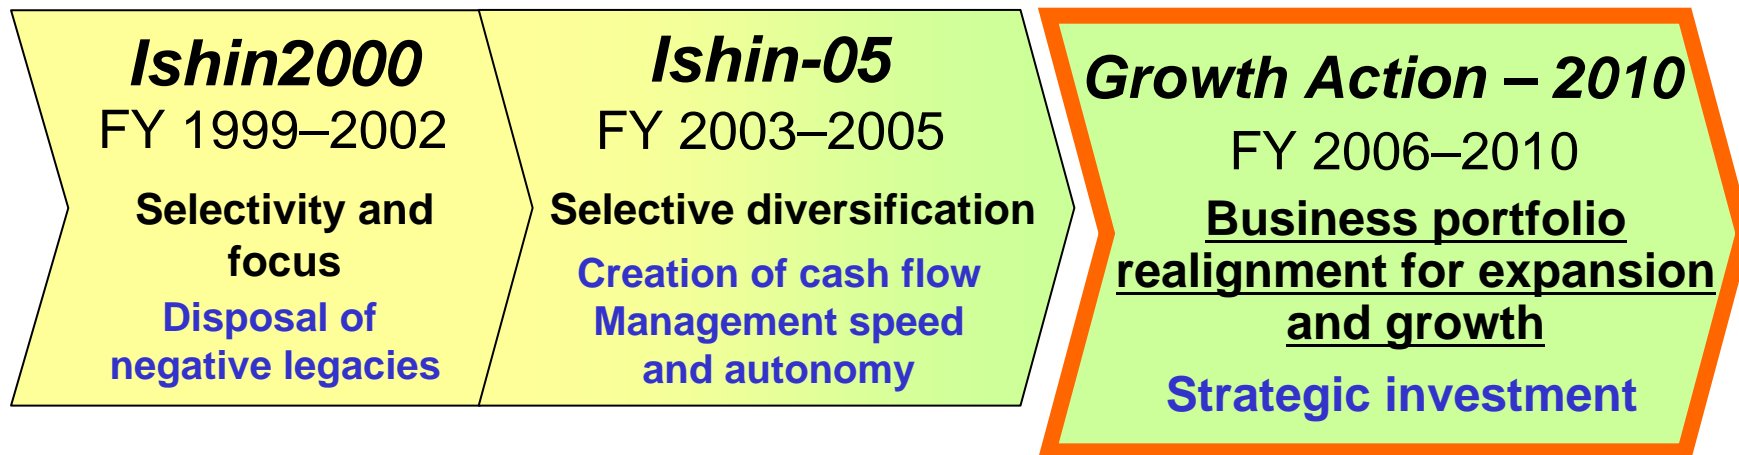 Ishin2000
FY 1999–2002
Selectivity and
focus
Disposal of
negative legacies
Ishin-05
FY 2003–2005
Selective diversification
Creation of cash flow
Management speed
and autonomy
Growth Action – 2010
FY 2006–2010
Business portfolio
realignment for expansion
and growth
Strategic investment